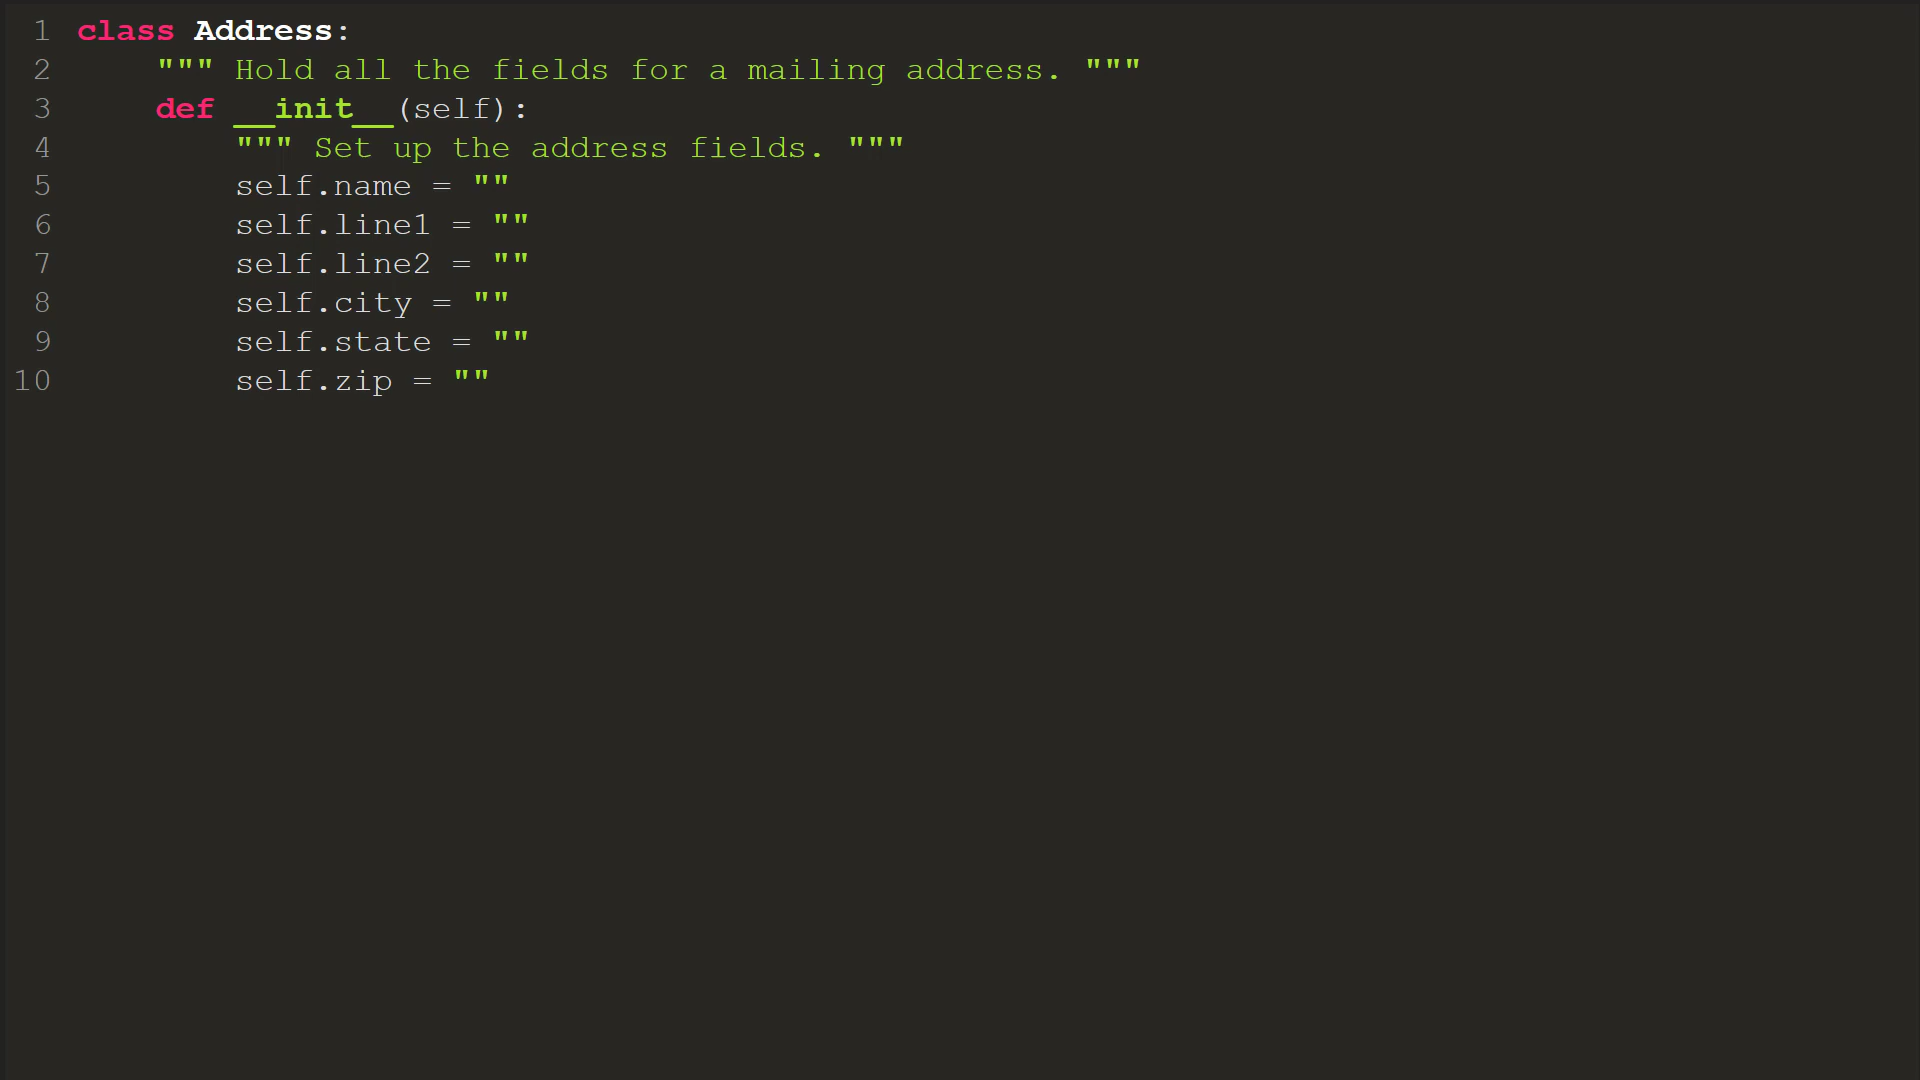 1 class Address:
2     """ Hold all the fields for a mailing address. """
3     def __init__(self):
4         """ Set up the address fields. """
5         self.name = ""
6         self.line1 = ""
7         self.line2 = ""
8         self.city = ""
9         self.state = ""
10         self.zip = ""